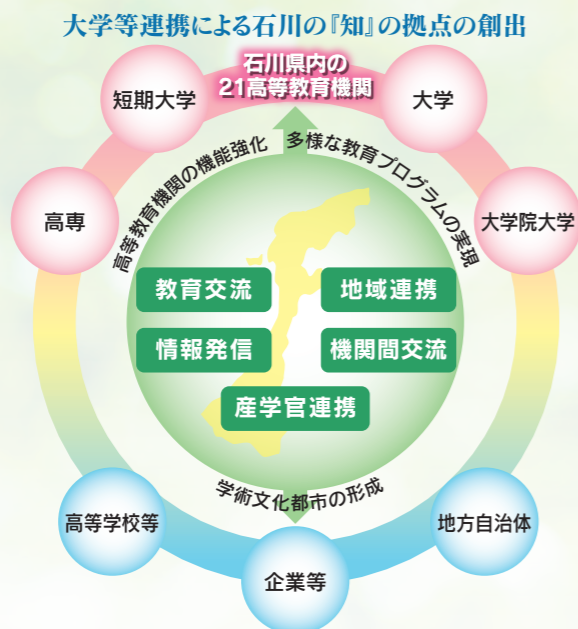 大学等連携による石川の『知』の拠点の創出
石川県内の
21高等教育機関
短期大学
大学
高専
大学院大学
高等教育機関の機能強化
多様な教育プログラムの実現
教育交流
地域連携
情報発信
機関間交流
産学官連携
学術文化都市の形成
高等学校等
地方自治体
企業等